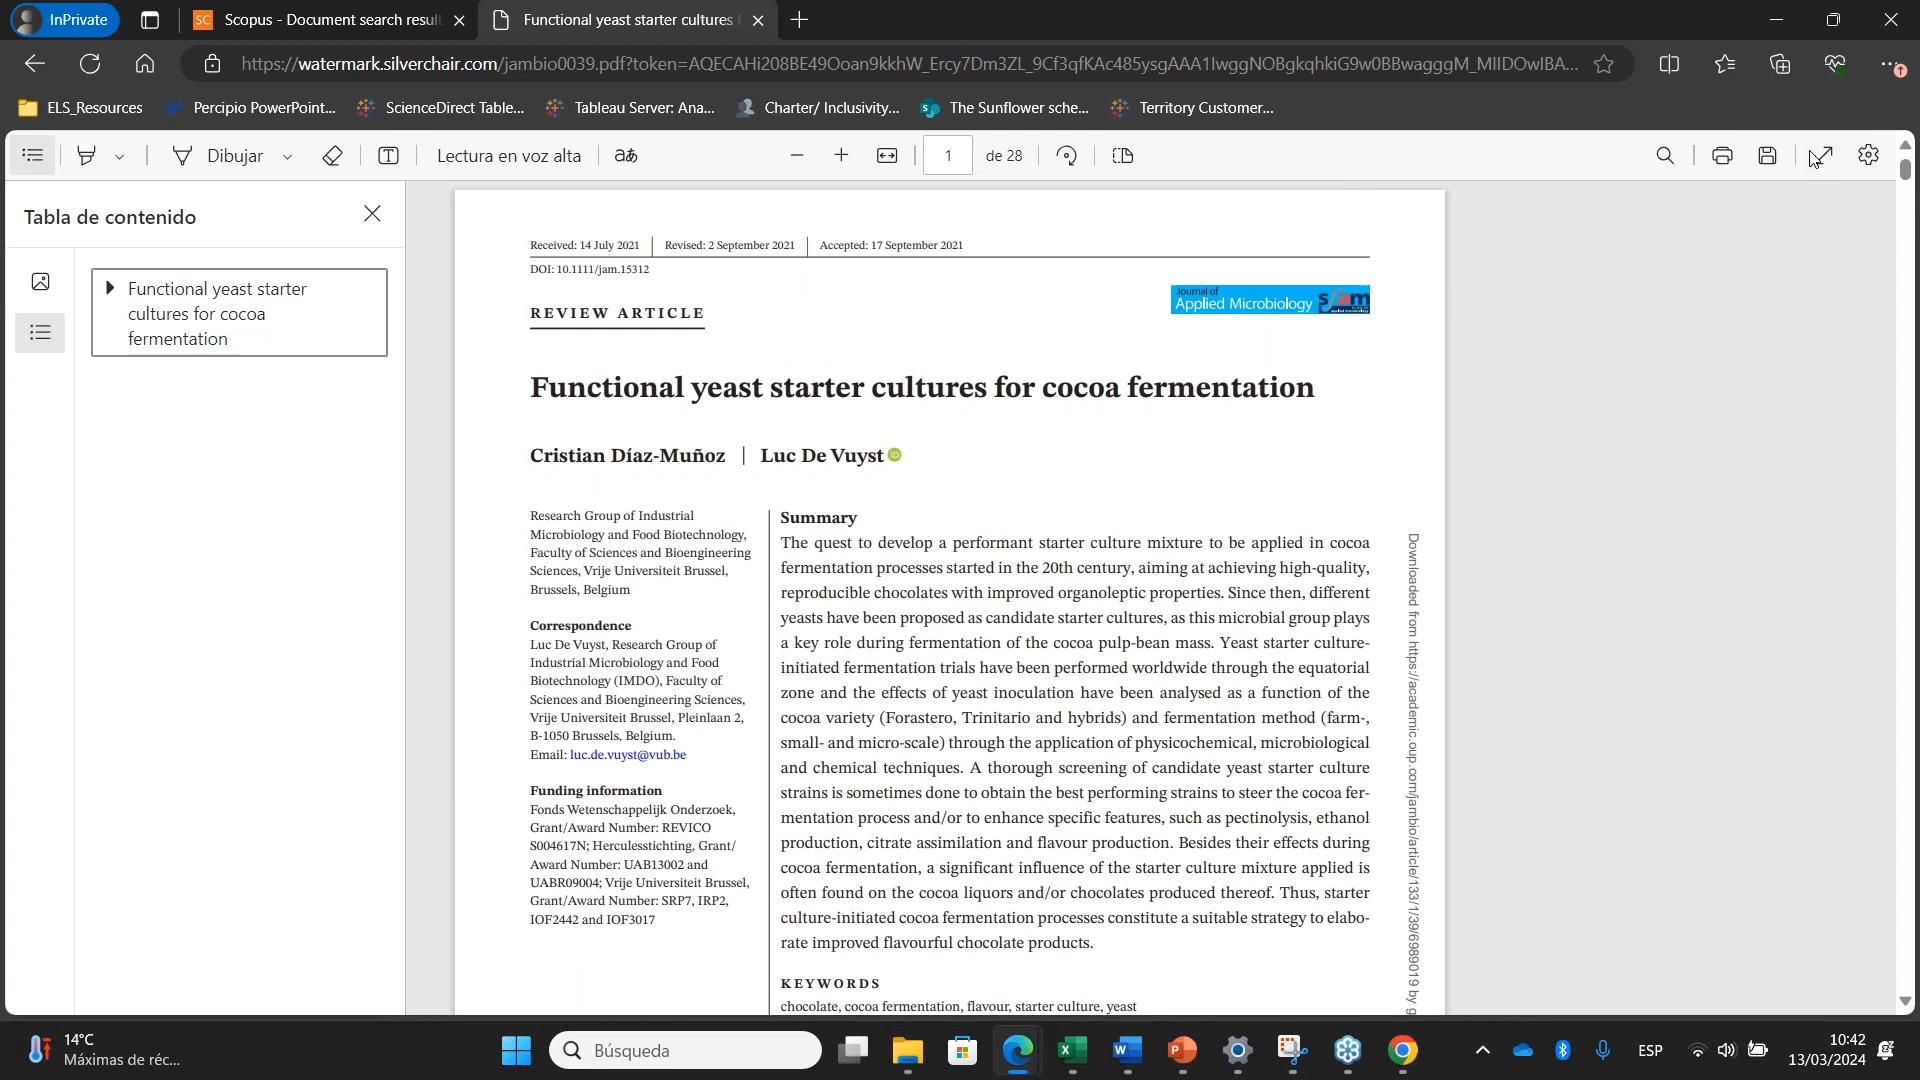 InPrivate
SC Scopus - Document search result
Functional yeast starter cultures
https://watermark.silverchair.com/jambio0039.pdf?token=AQECAHi208BE49Ooan9kkhW_Ercy7Dm3ZL_9Cf3qfKAc485ysgAAA1IwggNOBgkqhkiG9w0BBwagggM_MIIDOwIBA...
ELS_Resources
Percipio PowerPoint...
ScienceDirect Table...
Tableau Server: Ana...
Charter/ Inclusivity...
The Sunflower sche...
Territory Customer...
Dibujar
Lectura en voz alta
aあ
1 de 28
Tabla de contenido
Functional yeast starter
cultures for cocoa
fermentation
Received: 14 July 2021 | Revised: 2 September 2021 | Accepted: 17 September 2021
DOI: 10.1111/jam.15312
REVIEW ARTICLE
Journal of
Applied Microbiology sfam
applied microbiology
Functional yeast starter cultures for cocoa fermentation
Cristian Díaz-Muñoz | Luc De Vuyst
Research Group of Industrial
Microbiology and Food Biotechnology,
Faculty of Sciences and Bioengineering
Sciences, Vrije Universiteit Brussel,
Brussels, Belgium
Correspondence
Luc De Vuyst, Research Group of
Industrial Microbiology and Food
Biotechnology (IMDO), Faculty of
Sciences and Bioengineering Sciences,
Vrije Universiteit Brussel, Pleinlaan 2,
B-1050 Brussels, Belgium.
Email: luc.de.vuyst@vub.be
Funding information
Fonds Wetenschappelijk Onderzoek,
Grant/Award Number: REVICO
S004617N; Herculesstichting, Grant/
Award Number: UAB13002 and
UABR09004; Vrije Universiteit Brussel,
Grant/Award Number: SRP7, IRP2,
IOF2442 and IOF3017
Summary
The quest to develop a performant starter culture mixture to be applied in cocoa
fermentation processes started in the 20th century, aiming at achieving high-quality,
reproducible chocolates with improved organoleptic properties. Since then, different
yeasts have been proposed as candidate starter cultures, as this microbial group plays
a key role during fermentation of the cocoa pulp-bean mass. Yeast starter culture-
initiated fermentation trials have been performed worldwide through the equatorial
zone and the effects of yeast inoculation have been analysed as a function of the
cocoa variety (Forastero, Trinitario and hybrids) and fermentation method (farm-,
small- and micro-scale) through the application of physicochemical, microbiological
and chemical techniques. A thorough screening of candidate yeast starter culture
strains is sometimes done to obtain the best performing strains to steer the cocoa fer-
mentation process and/or to enhance specific features, such as pectinolysis, ethanol
production, citrate assimilation and flavour production. Besides their effects during
cocoa fermentation, a significant influence of the starter culture mixture applied is
often found on the cocoa liquors and/or chocolates produced thereof. Thus, starter
culture-initiated cocoa fermentation processes constitute a suitable strategy to elabo-
rate improved flavourful chocolate products.
KEYWORDS
chocolate, cocoa fermentation, flavour, starter culture, yeast
Downloaded from https://academic.oup.com/jambio/article/133/1/39/6989019 by g
14°C
Máximas de réc...
Búsqueda
ESP
10:42
13/03/2024